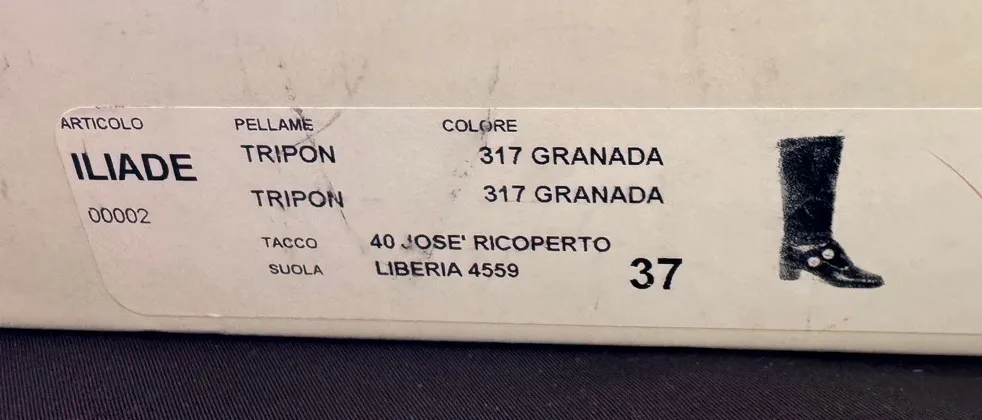 ARTICOLO PELLAME COLORE
ILIADE TRIPON 317 GRANADA
TRIPON 317 GRANADA
00002
TACCO 40 JOSE' RICOPERTO
SUOLA LIBERIA 4559 37